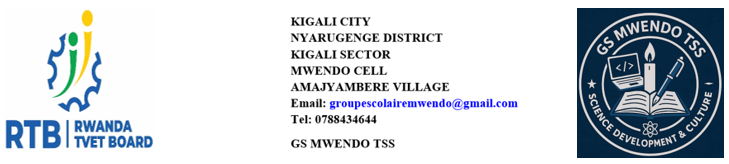 RTB
RWANDA
TVET BOARD
KIGALI CITY
NYARUGENGE DISTRICT
KIGALI SECTOR
MWENDO CELL
AMAJYAMBERE VILLAGE
Email: groupescolairemwendo@gmail.com
Tel: 0788434644
GS MWENDO TSS
GS MWENDO TSS
</>
SCIENCE DEVELOPMENT & CULTURE